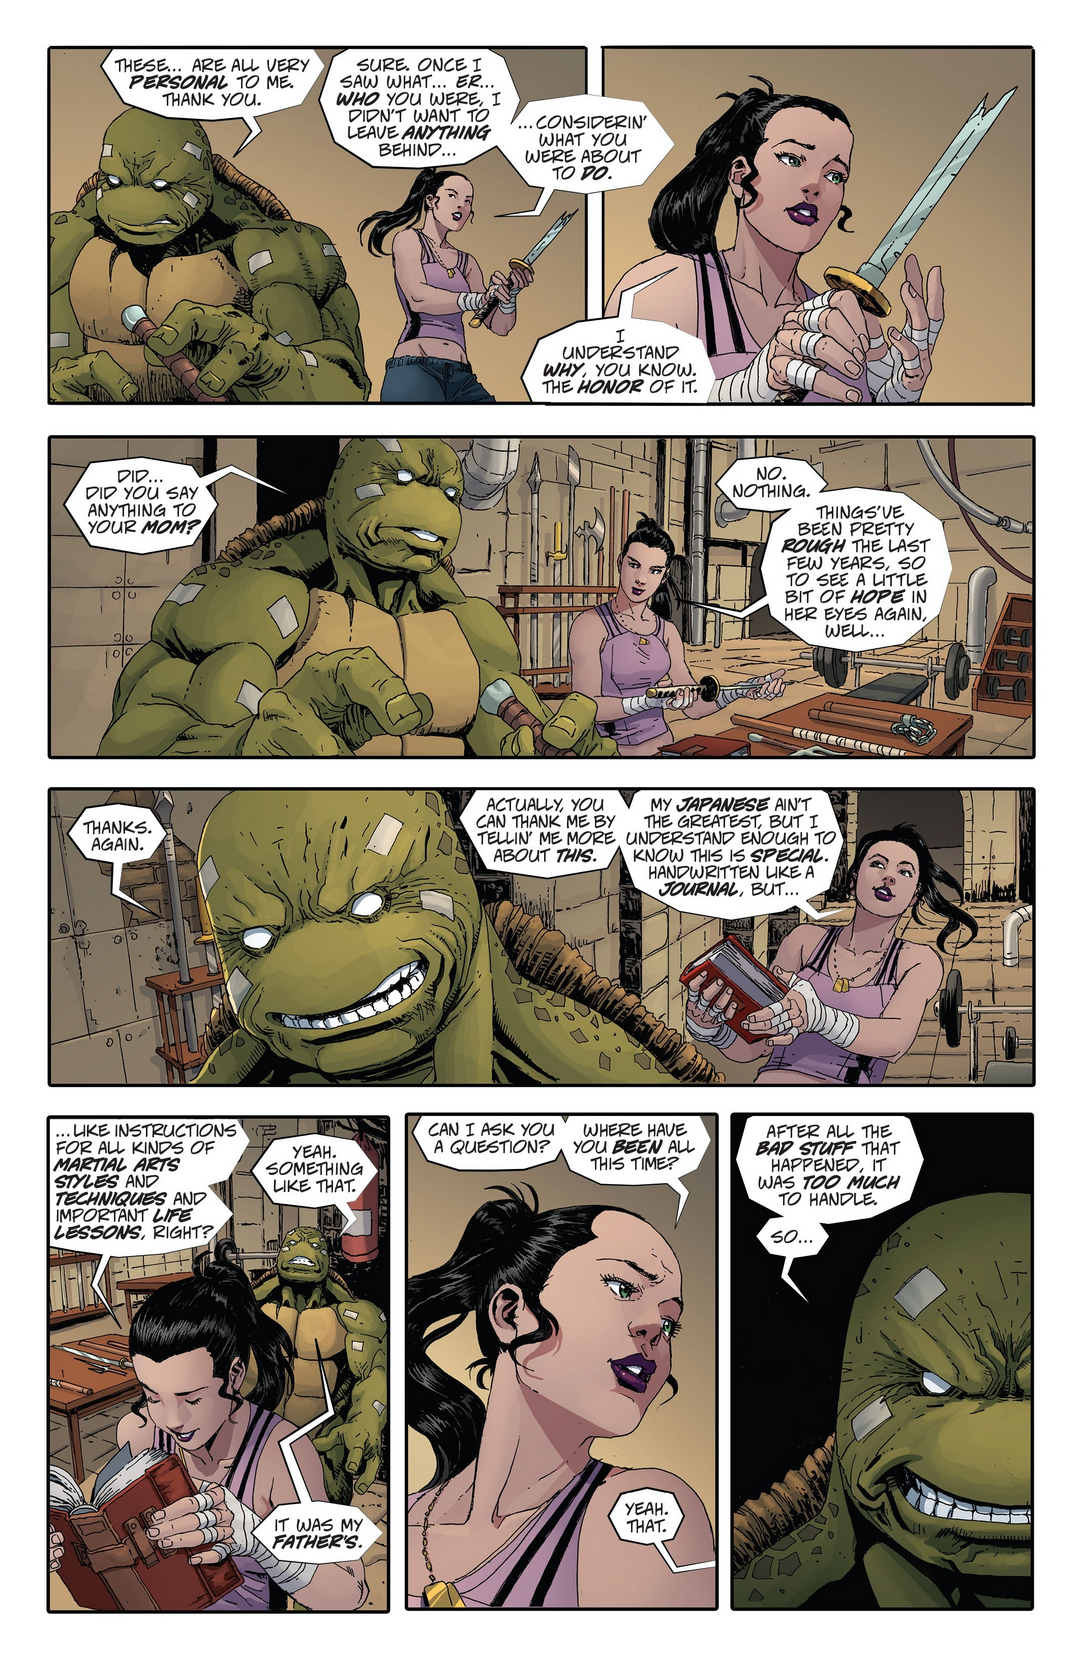 THESE... ARE ALL VERY
PERSONAL TO ME.
THANK YOU.
SURE. ONCE I
SAW WHAT... ER...
WHO YOU WERE, I
DIDN'T WANT TO
LEAVE ANYTHING
BEHIND...
...CONSIDERIN'
WHAT YOU
WERE ABOUT
TO DO.
I
UNDERSTAND
WHY, YOU KNOW.
THE HONOR OF IT.
DID...
DID YOU SAY
ANYTHING TO
YOUR MOM?
NO.
NOTHING.
THINGS'VE
BEEN PRETTY
ROUGH THE LAST
FEW YEARS, SO
TO SEE A LITTLE
BIT OF HOPE IN
HER EYES AGAIN,
WELL...
THANKS.
AGAIN.
ACTUALLY, YOU
CAN THANK ME BY
TELLIN' ME MORE
ABOUT THIS.
MY JAPANESE AIN'T
THE GREATEST, BUT I
UNDERSTAND ENOUGH TO
KNOW THIS IS SPECIAL.
HANDWRITTEN LIKE A
JOURNAL, BUT...
...LIKE INSTRUCTIONS
FOR ALL KINDS OF
MARTIAL ARTS
STYLES AND
TECHNIQUES AND
IMPORTANT LIFE
LESSONS, RIGHT?
YEAH.
SOMETHING
LIKE THAT.
IT WAS MY
FATHER'S.
CAN I ASK YOU
A QUESTION?
WHERE HAVE
YOU BEEN ALL
THIS TIME?
YEAH.
THAT.
AFTER ALL THE
BAD STUFF THAT
HAPPENED, IT
WAS TOO MUCH
TO HANDLE.
SO...